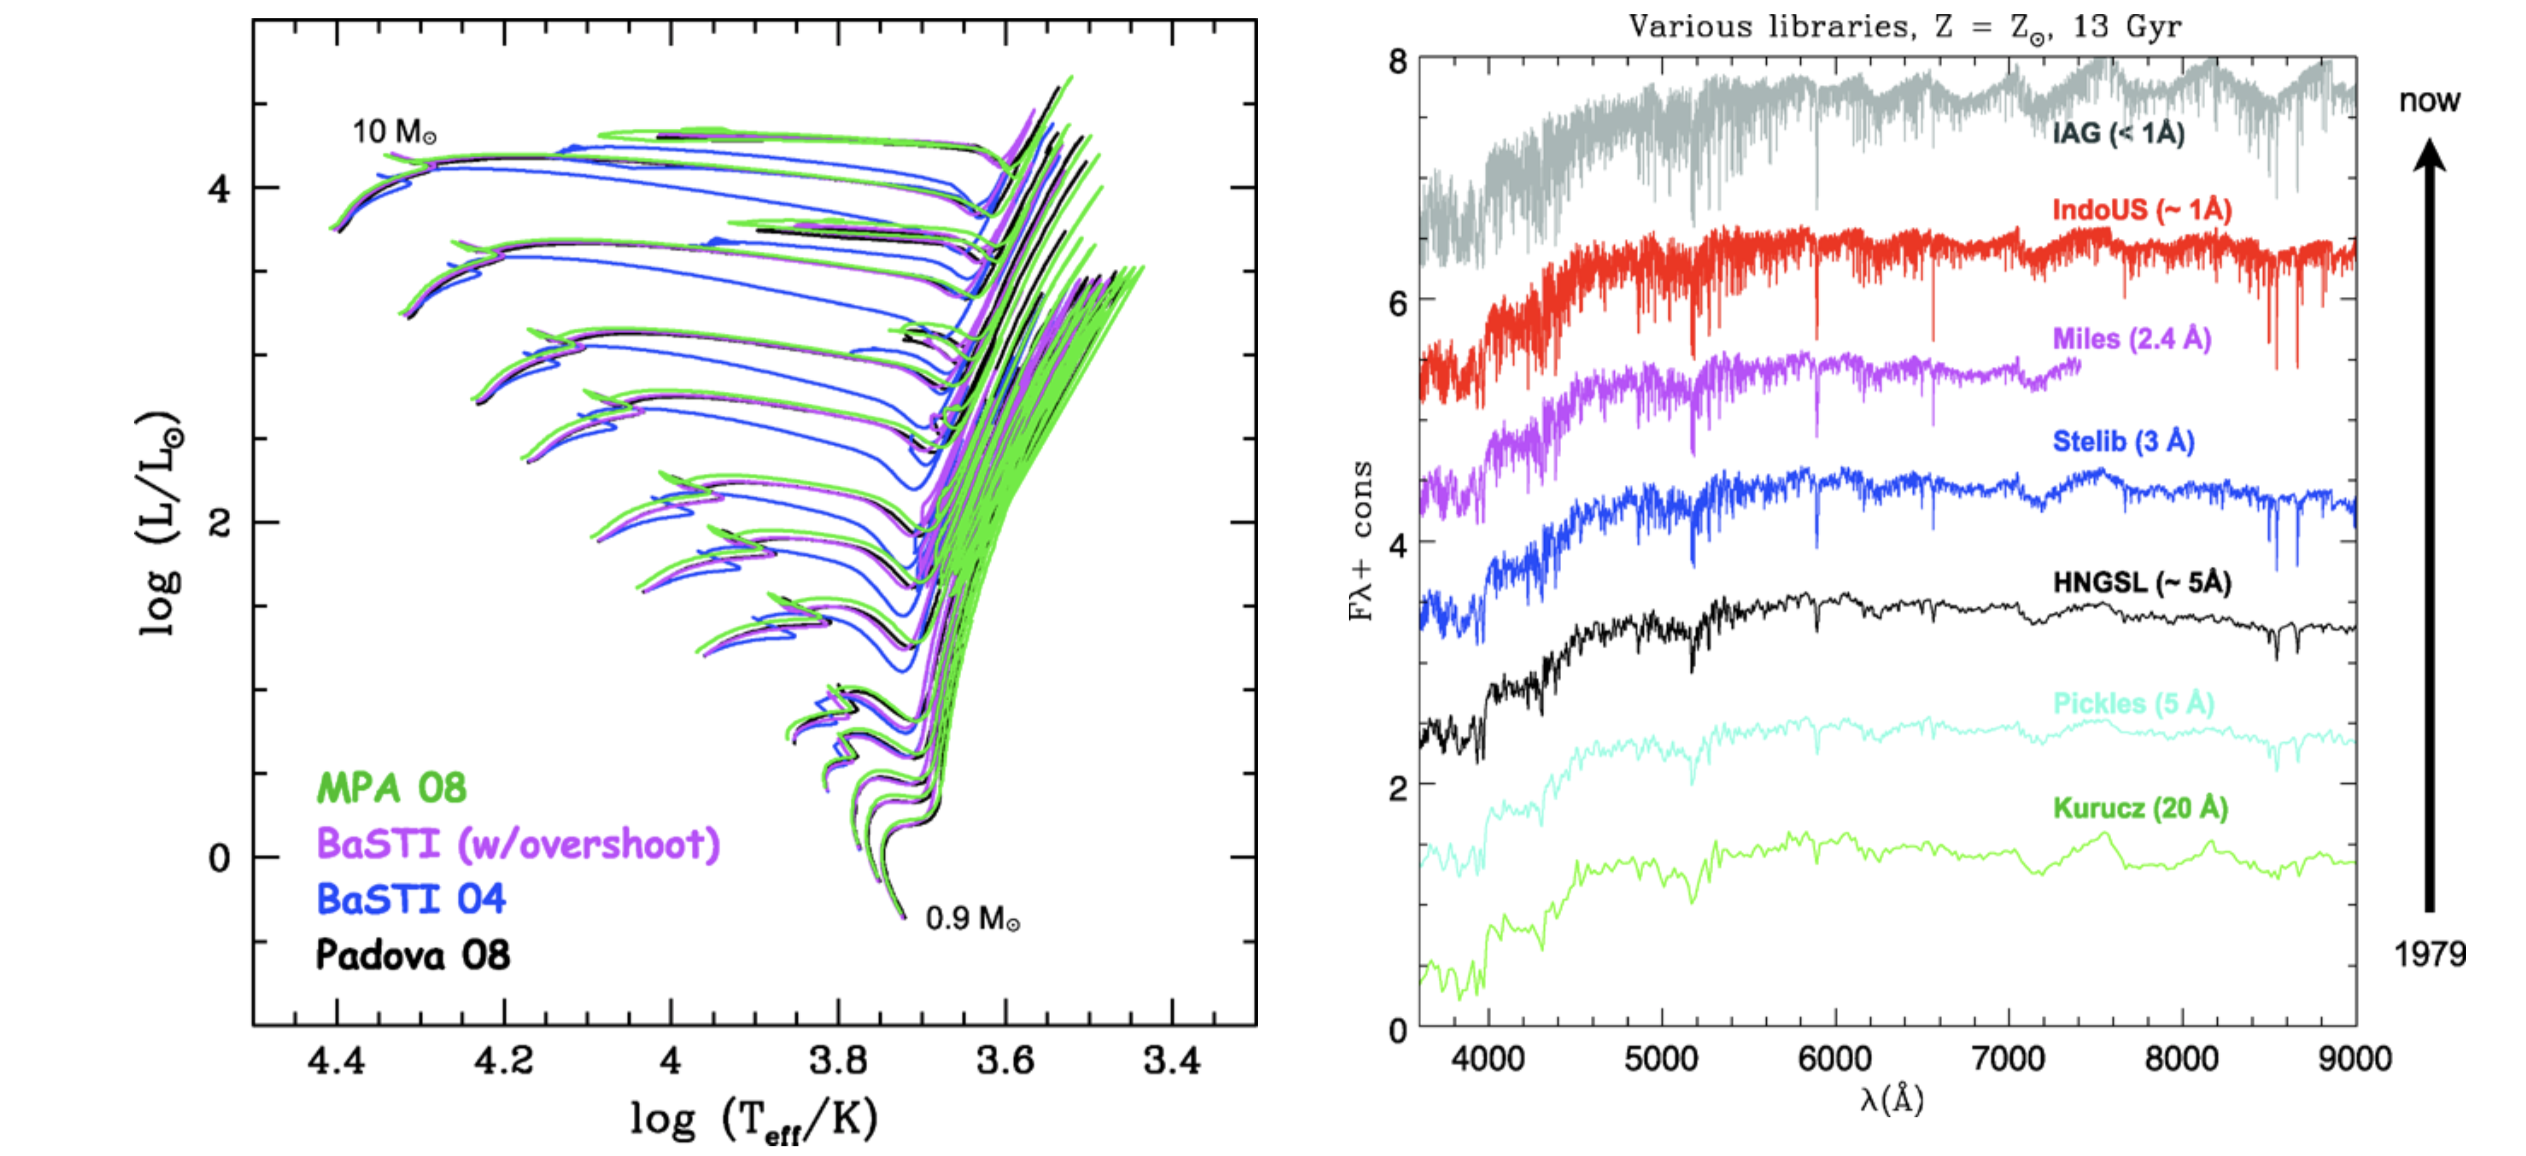 10 M⊙
4
2
0
log (L/L⊙)
MPA 08
BaSTI (w/overshoot)
BaSTI 04
Padova 08
0.9 M⊙
4.4 4.2 4 3.8 3.6 3.4
log (Teff/K)
Various libraries, Z = Z⊙, 13 Gyr
8
6
4
2
0
Fλ+ cons
IAG (< 1Å)
IndoUS (~ 1Å)
Miles (2.4 Å)
Stelib (3 Å)
HNGSL (~ 5Å)
Pickles (5 Å)
Kurucz (20 Å)
4000 5000 6000 7000 8000 9000
λ(Å)
now
1979